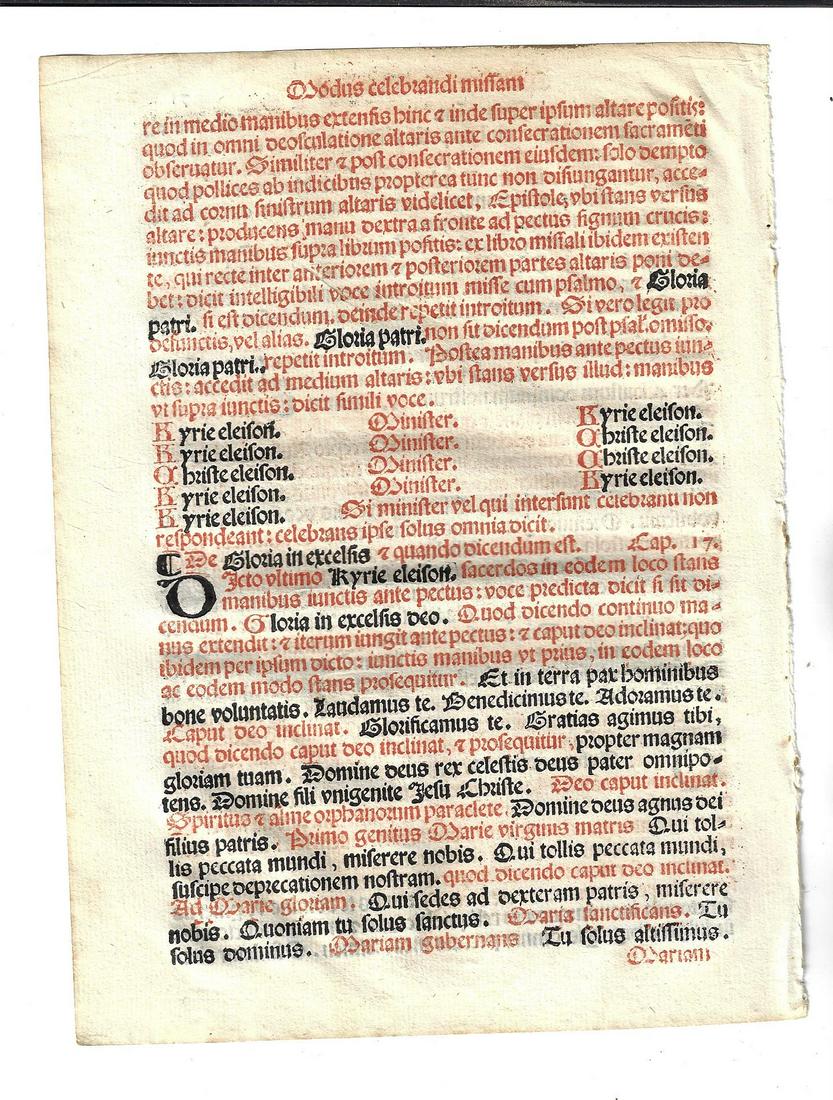 Modus celebrandi missam
re in medio manibus extensis hinc ⁊ inde super ipsum altare positis:
quod in omni deosculatione altaris ante consecrationem sacramēti
obseruatur. Similiter ⁊ post consecrationem eiusdem: solo dempto
quod pollices ab indicibus propterea tunc non disiungantur, acce-
dit ad cornu sinistrum altaris videlicet, Epistole, vbi stans versus
altare: producens manu dextra a fronte ad pectus signum crucis:
iunctis manibus supra librum positis: ex libro missali ibidem existen
te, qui recte inter anteriorem ⁊ posteriorem partes altaris poni de-
bet: dicit intelligibili voce introitum misse cum psalmo, ⁊ Gloria
patri. si est dicendum. deinde repetit introitum. Si vero legit pro
defunctis, vel alias. Gloria patri. non sit dicendum post psal. omisso.
Gloria patri.. repetit introitum. Postea manibus ante pectus iun-
ctis: accedit ad medium altaris: vbi stans versus illud: manibus
vt supra iunctis: dicit simili voce.
Kyrie eleison. Minister. Kyrie eleison.
Kyrie eleison. Minister. Christe eleison.
Christe eleison. Minister. Christe eleison.
Kyrie eleison. Minister. Kyrie eleison.
Kyrie eleison. Si minister vel qui intersunt celebranti non
respondeant: celebrans ipse solus omnia dicit.
¶ De Gloria in excelsis ⁊ quando dicendum est. Cap. 17.
Dicto vltimo Kyrie eleison. sacerdos in eodem loco stans
manibus iunctis ante pectus: voce predicta dicit si sit di-
cendum. Gloria in excelsis deo. Quod dicendo continuo ma-
nus extendit: ⁊ iterum iungit ante pectus: ⁊ caput deo inclinat: quo
ibidem per ipsum dicto: iunctis manibus vt prius, in eodem loco
ac eodem modo stans prosequitur. Et in terra pax hominibus
bone voluntatis. Laudamus te. Benedicimus te. Adoramus te.
Caput deo inclinat. Glorificamus te. Gratias agimus tibi,
quod dicendo caput deo inclinat, ⁊ prosequitur, propter magnam
gloriam tuam. Domine deus rex celestis deus pater omnipo-
tens. Domine fili vnigenite Jesu Christe. Deo caput inclinat.
Spiritus ⁊ alme orphanorum paraclete. Domine deus agnus dei
filius patris. Primo genitus Marie virginis matris Qui tol-
lis peccata mundi, miserere nobis. Qui tollis peccata mundi,
suscipe deprecationem nostram. quod dicendo caput deo inclinat.
Ad Marie gloriam. Qui sedes ad dexteram patris, miserere
nobis. Quoniam tu solus sanctus. Maria sanctificans. Tu
solus dominus. Mariam gubernans Tu solus altissimus.
Mariam